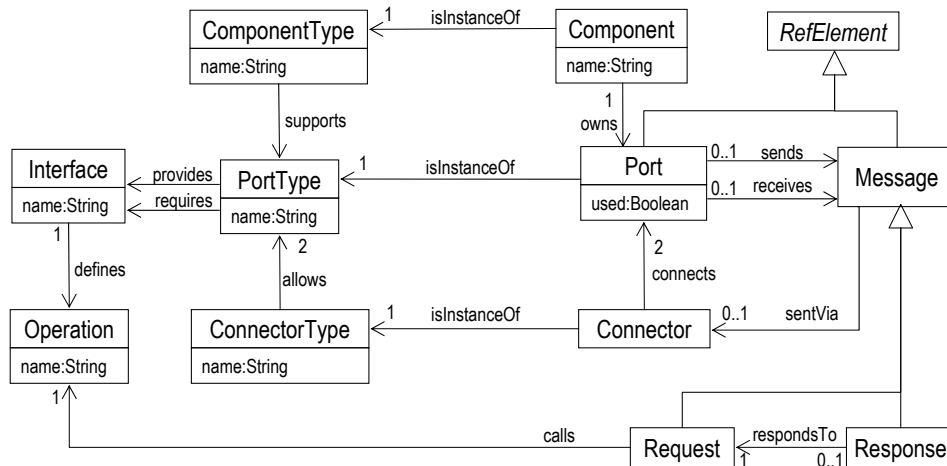 1 isInstanceOf
ComponentType
name:String
Component
name:String
RefElement
supports
1
owns
Interface
name:String
provides
requires
PortType
name:String
1 isInstanceOf
Port
used:Boolean
0..1 sends
0..1 receives
Message
1
defines
2
allows
2
connects
Operation
name:String
1
ConnectorType
name:String
1 isInstanceOf
Connector
0..1 sentVia
calls
Request
respondsTo
1 0..1
Response